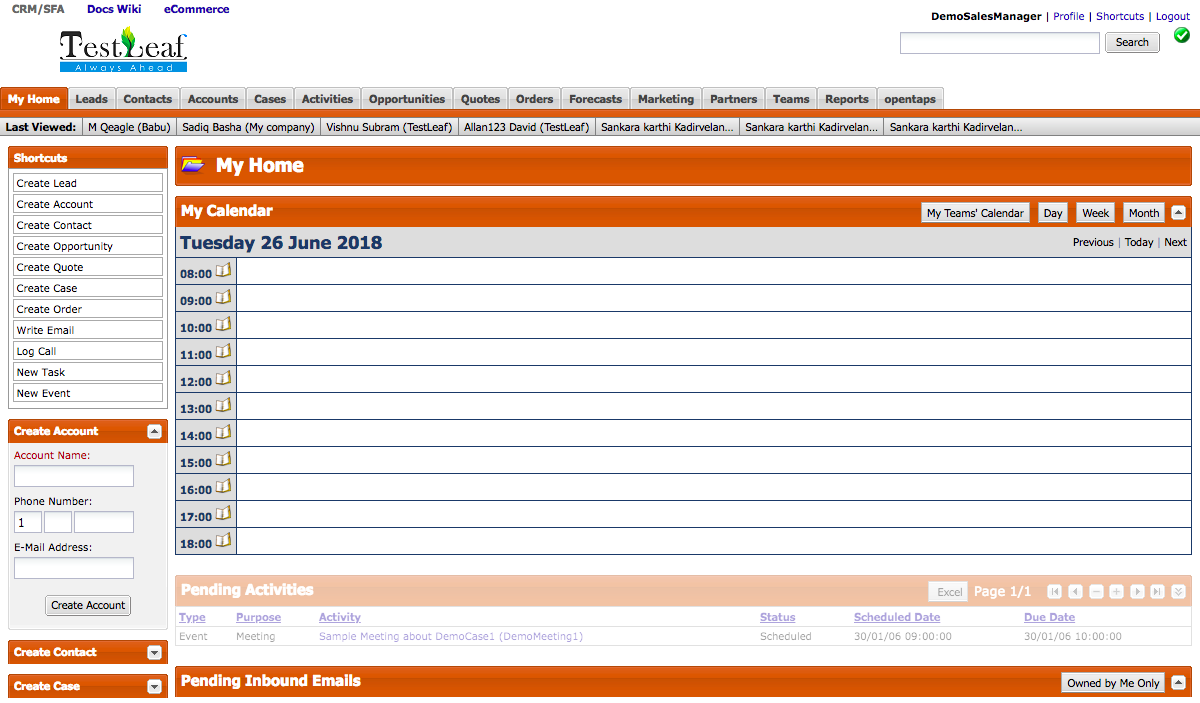 CRM/SFA Docs Wiki eCommerce
DemoSalesManager | Profile | Shortcuts | Logout
TestLeaf
Always Ahead
Search
My Home Leads Contacts Accounts Cases Activities Opportunities Quotes Orders Forecasts Marketing Partners Teams Reports opentaps
Last Viewed: M Qeagle (Babu) Sadiq Basha (My company) Vishnu Subram (TestLeaf) Allan123 David (TestLeaf) Sankara karthi Kadirvelan... Sankara karthi Kadirvelan... Sankara karthi Kadirvelan...
Shortcuts
Create Lead
Create Account
Create Contact
Create Opportunity
Create Quote
Create Case
Create Order
Write Email
Log Call
New Task
New Event
Create Account
Account Name:
Phone Number:
1
E-Mail Address:
Create Account
Create Contact
Create Case
My Home
My Calendar My Teams' Calendar Day Week Month
Tuesday 26 June 2018 Previous | Today | Next
08:00
09:00
10:00
11:00
12:00
13:00
14:00
15:00
16:00
17:00
18:00
Pending Activities Excel Page 1/1
Type Purpose Activity Status Scheduled Date Due Date
Event Meeting Sample Meeting about DemoCase1 (DemoMeeting1) Scheduled 30/01/06 09:00:00 30/01/06 10:00:00
Pending Inbound Emails Owned by Me Only